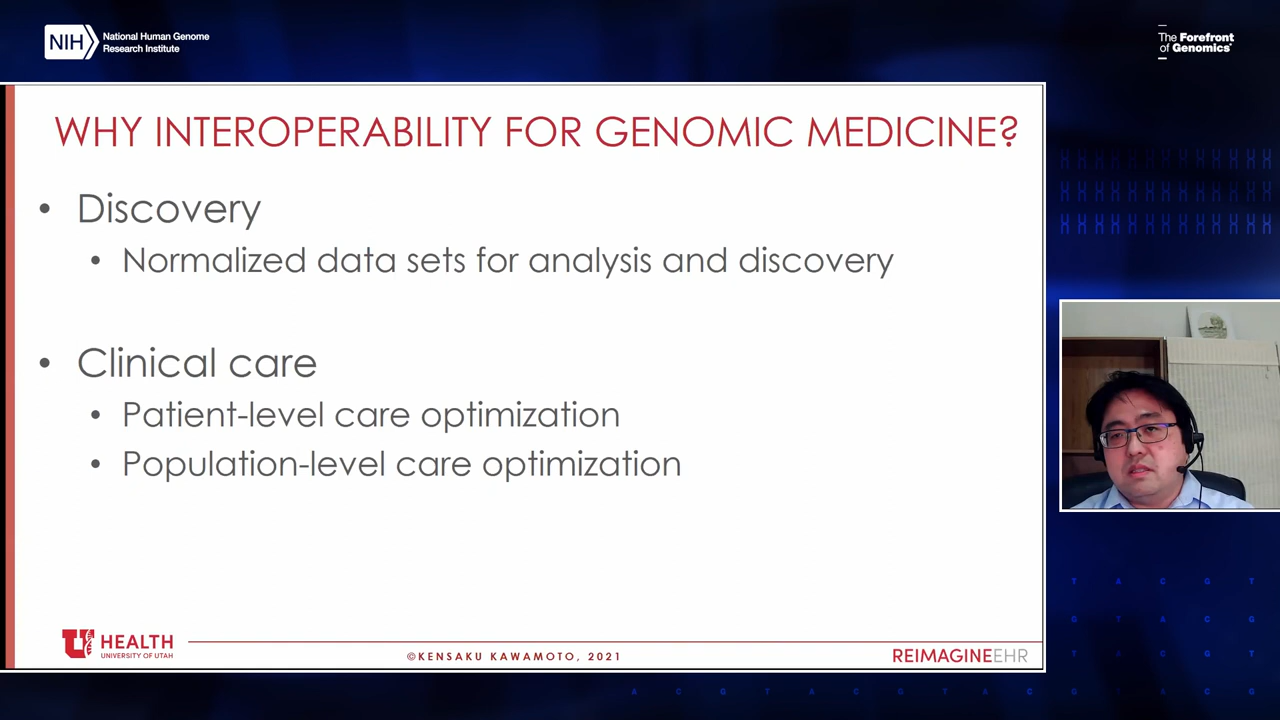 NIH
National Human Genome
Research Institute
The Forefront
of Genomics®
WHY INTEROPERABILITY FOR GENOMIC MEDICINE?
• Discovery
• Normalized data sets for analysis and discovery
• Clinical care
• Patient-level care optimization
• Population-level care optimization
U HEALTH
UNIVERSITY OF UTAH
©KENSAKU KAWAMOTO, 2021
REIMAGINEEHR
T A C G T
G A C G T
T A C G T
A C G T A C G T A C G T A C G